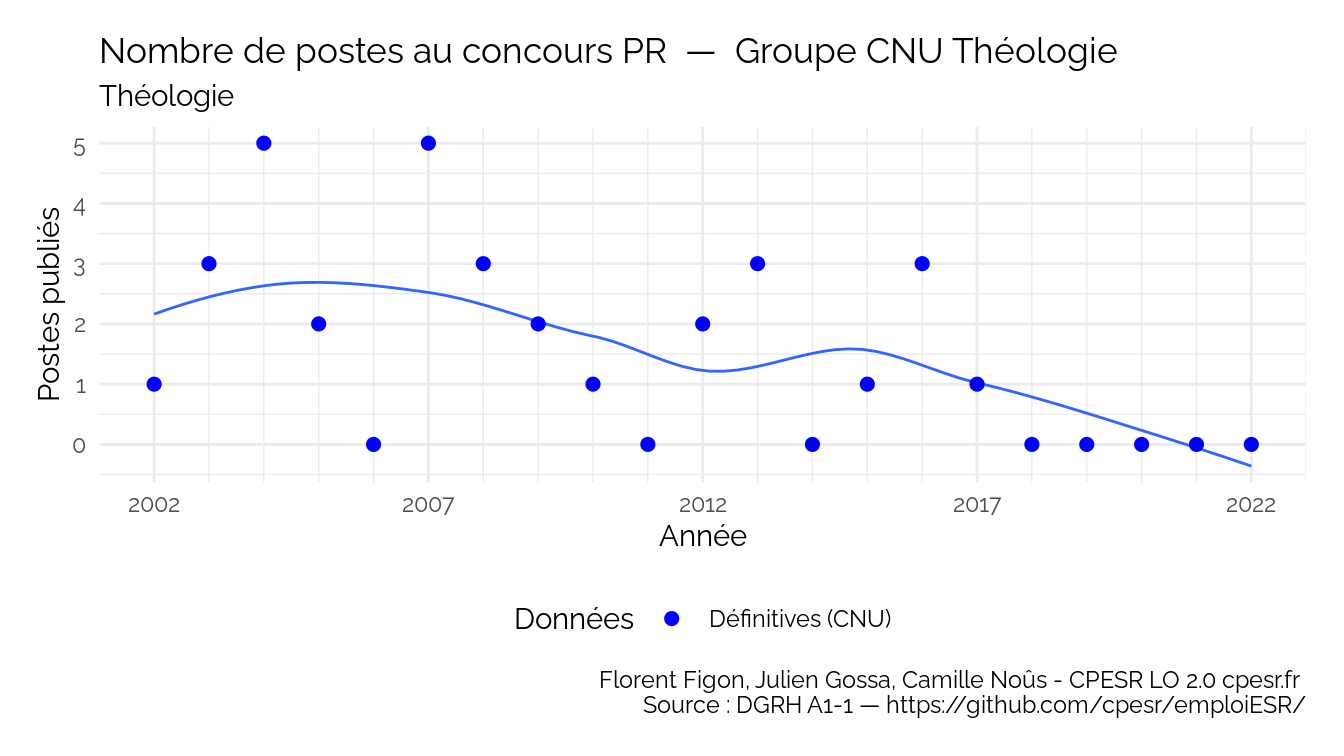 Nombre de postes au concours PR — Groupe CNU Théologie
Théologie
Postes publiés
5
4
3
2
1
0
2002 2007 2012 2017 2022
Année
Données Définitives (CNU)
Florent Figon, Julien Gossa, Camille Noûs - CPESR LO 2.0 cpesr.fr
Source : DGRH A1-1 — https://github.com/cpesr/emploiESR/